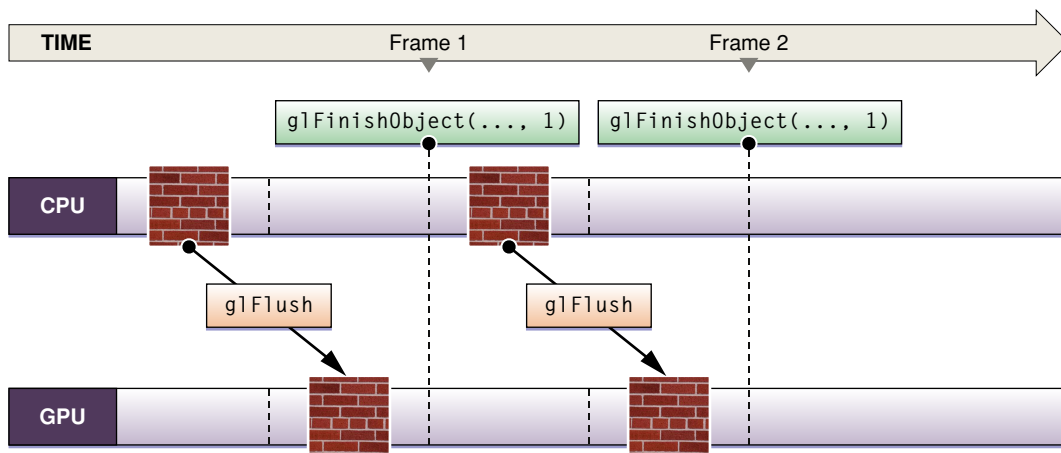 TIME
Frame 1
Frame 2
glFinishObject(..., 1)
glFinishObject(..., 1)
CPU
glFlush
glFlush
GPU